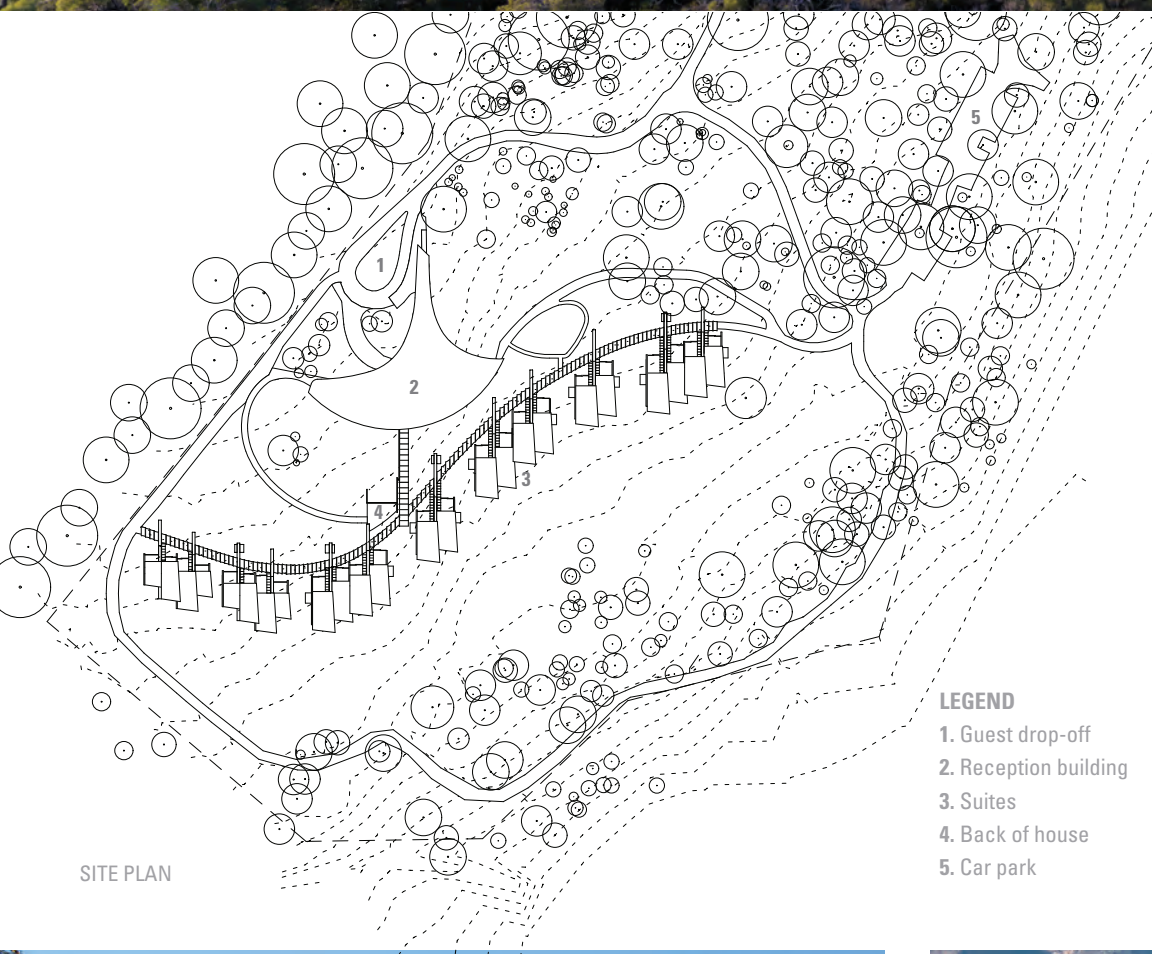 5
1
2
3
4
LEGEND
1. Guest drop-off
2. Reception building
3. Suites
4. Back of house
5. Car park
SITE PLAN